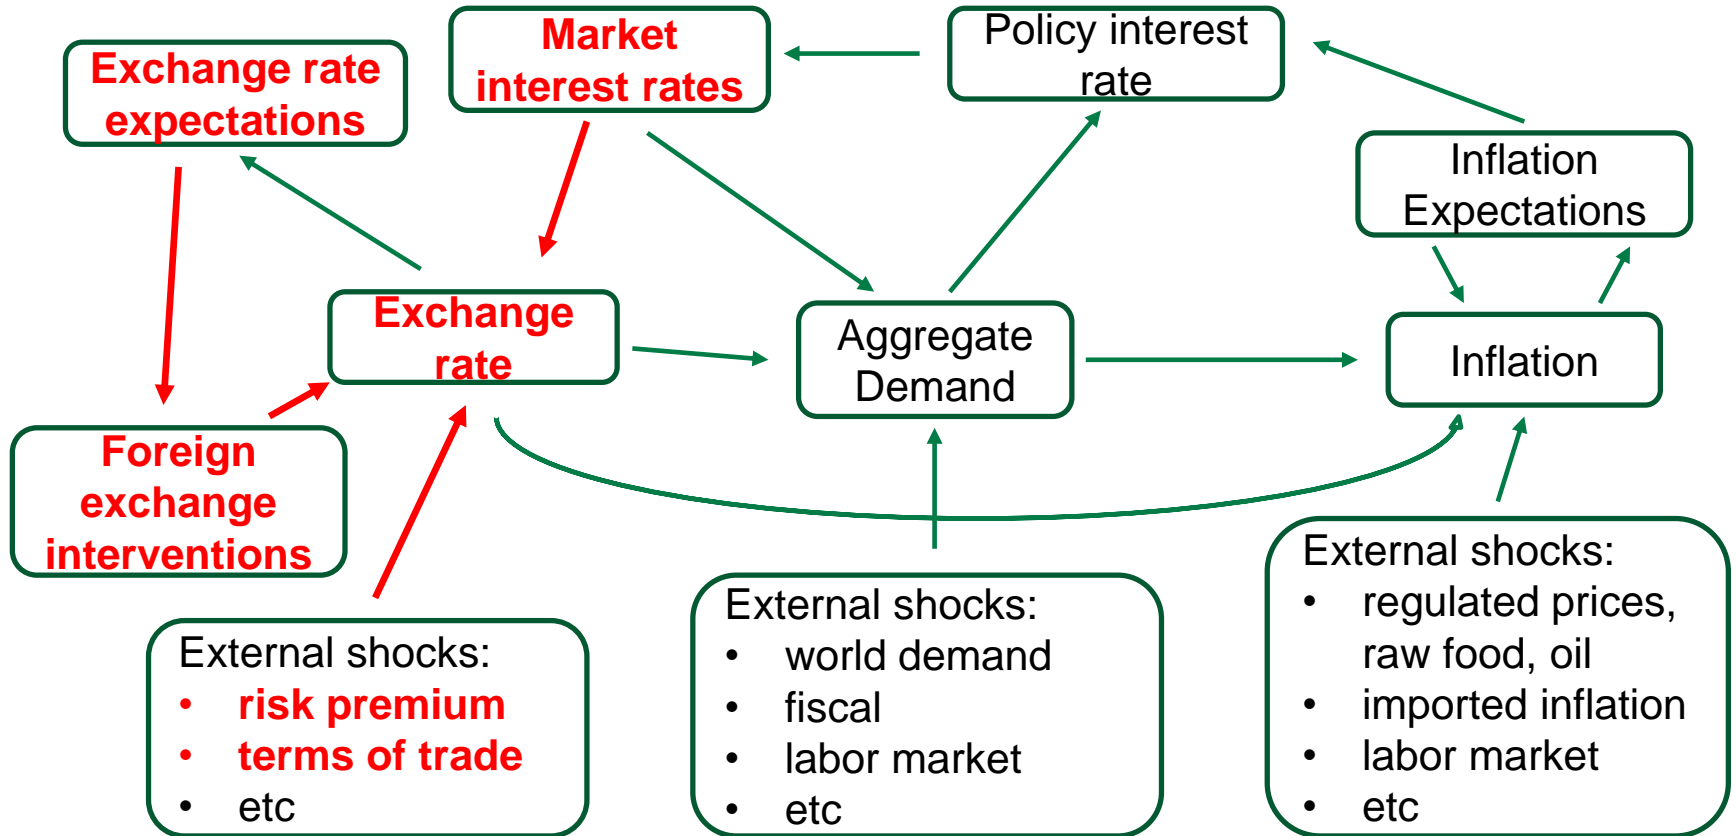 Market
interest rates
Policy interest
rate
Exchange rate
expectations
Inflation
Expectations
Exchange
rate
Aggregate
Demand
Inflation
Foreign
exchange
interventions
External shocks:
• risk premium
• terms of trade
• etc
External shocks:
• world demand
• fiscal
• labor market
• etc
External shocks:
• regulated prices,
raw food, oil
• imported inflation
• labor market
• etc